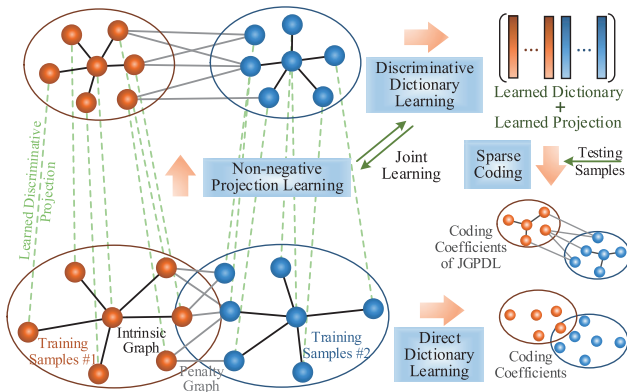 Discriminative
Dictionary
Learning
...
...
Learned Dictionary
+
Learned Projection
Joint
Learning
Non-negative
Projection Learning
Sparse
Coding
Testing
Samples
Learned Discriminative
Projection
Coding
Coefficients
of JGPDL
Training
Samples #1
Intrinsic
Graph
Penalty
Graph
Training
Samples #2
Direct
Dictionary
Learning
Coding
Coefficients